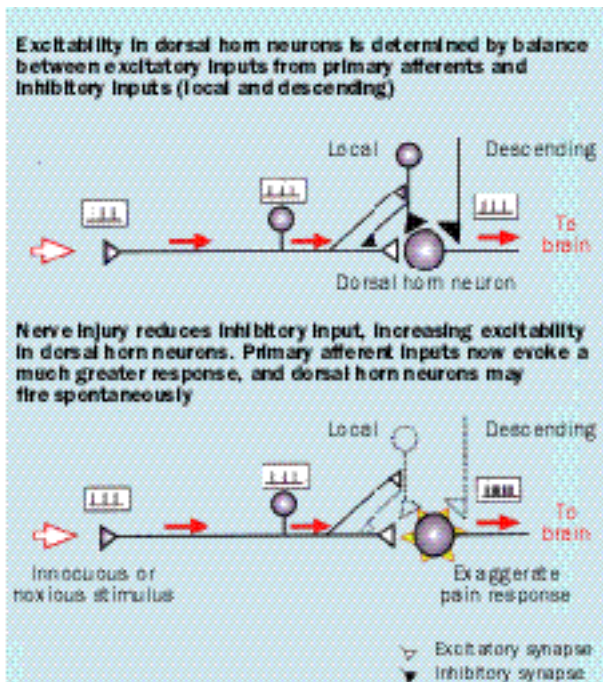 Excitability in dorsal horn neurons is determined by balance
between excitatory inputs from primary afferents and
inhibitory inputs (local and descending)
Local
Descending
To
brain
Dorsal horn neuron
Nerve injury reduces inhibitory input, increasing excitability
in dorsal horn neurons. Primary afferent inputs now evoke a
much greater response, and dorsal horn neurons may
fire spontaneously
Local
Descending
To
brain
Innocuous or
noxious stimulus
Exaggerate
pain response
Excitatory synapse
Inhibitory synapse